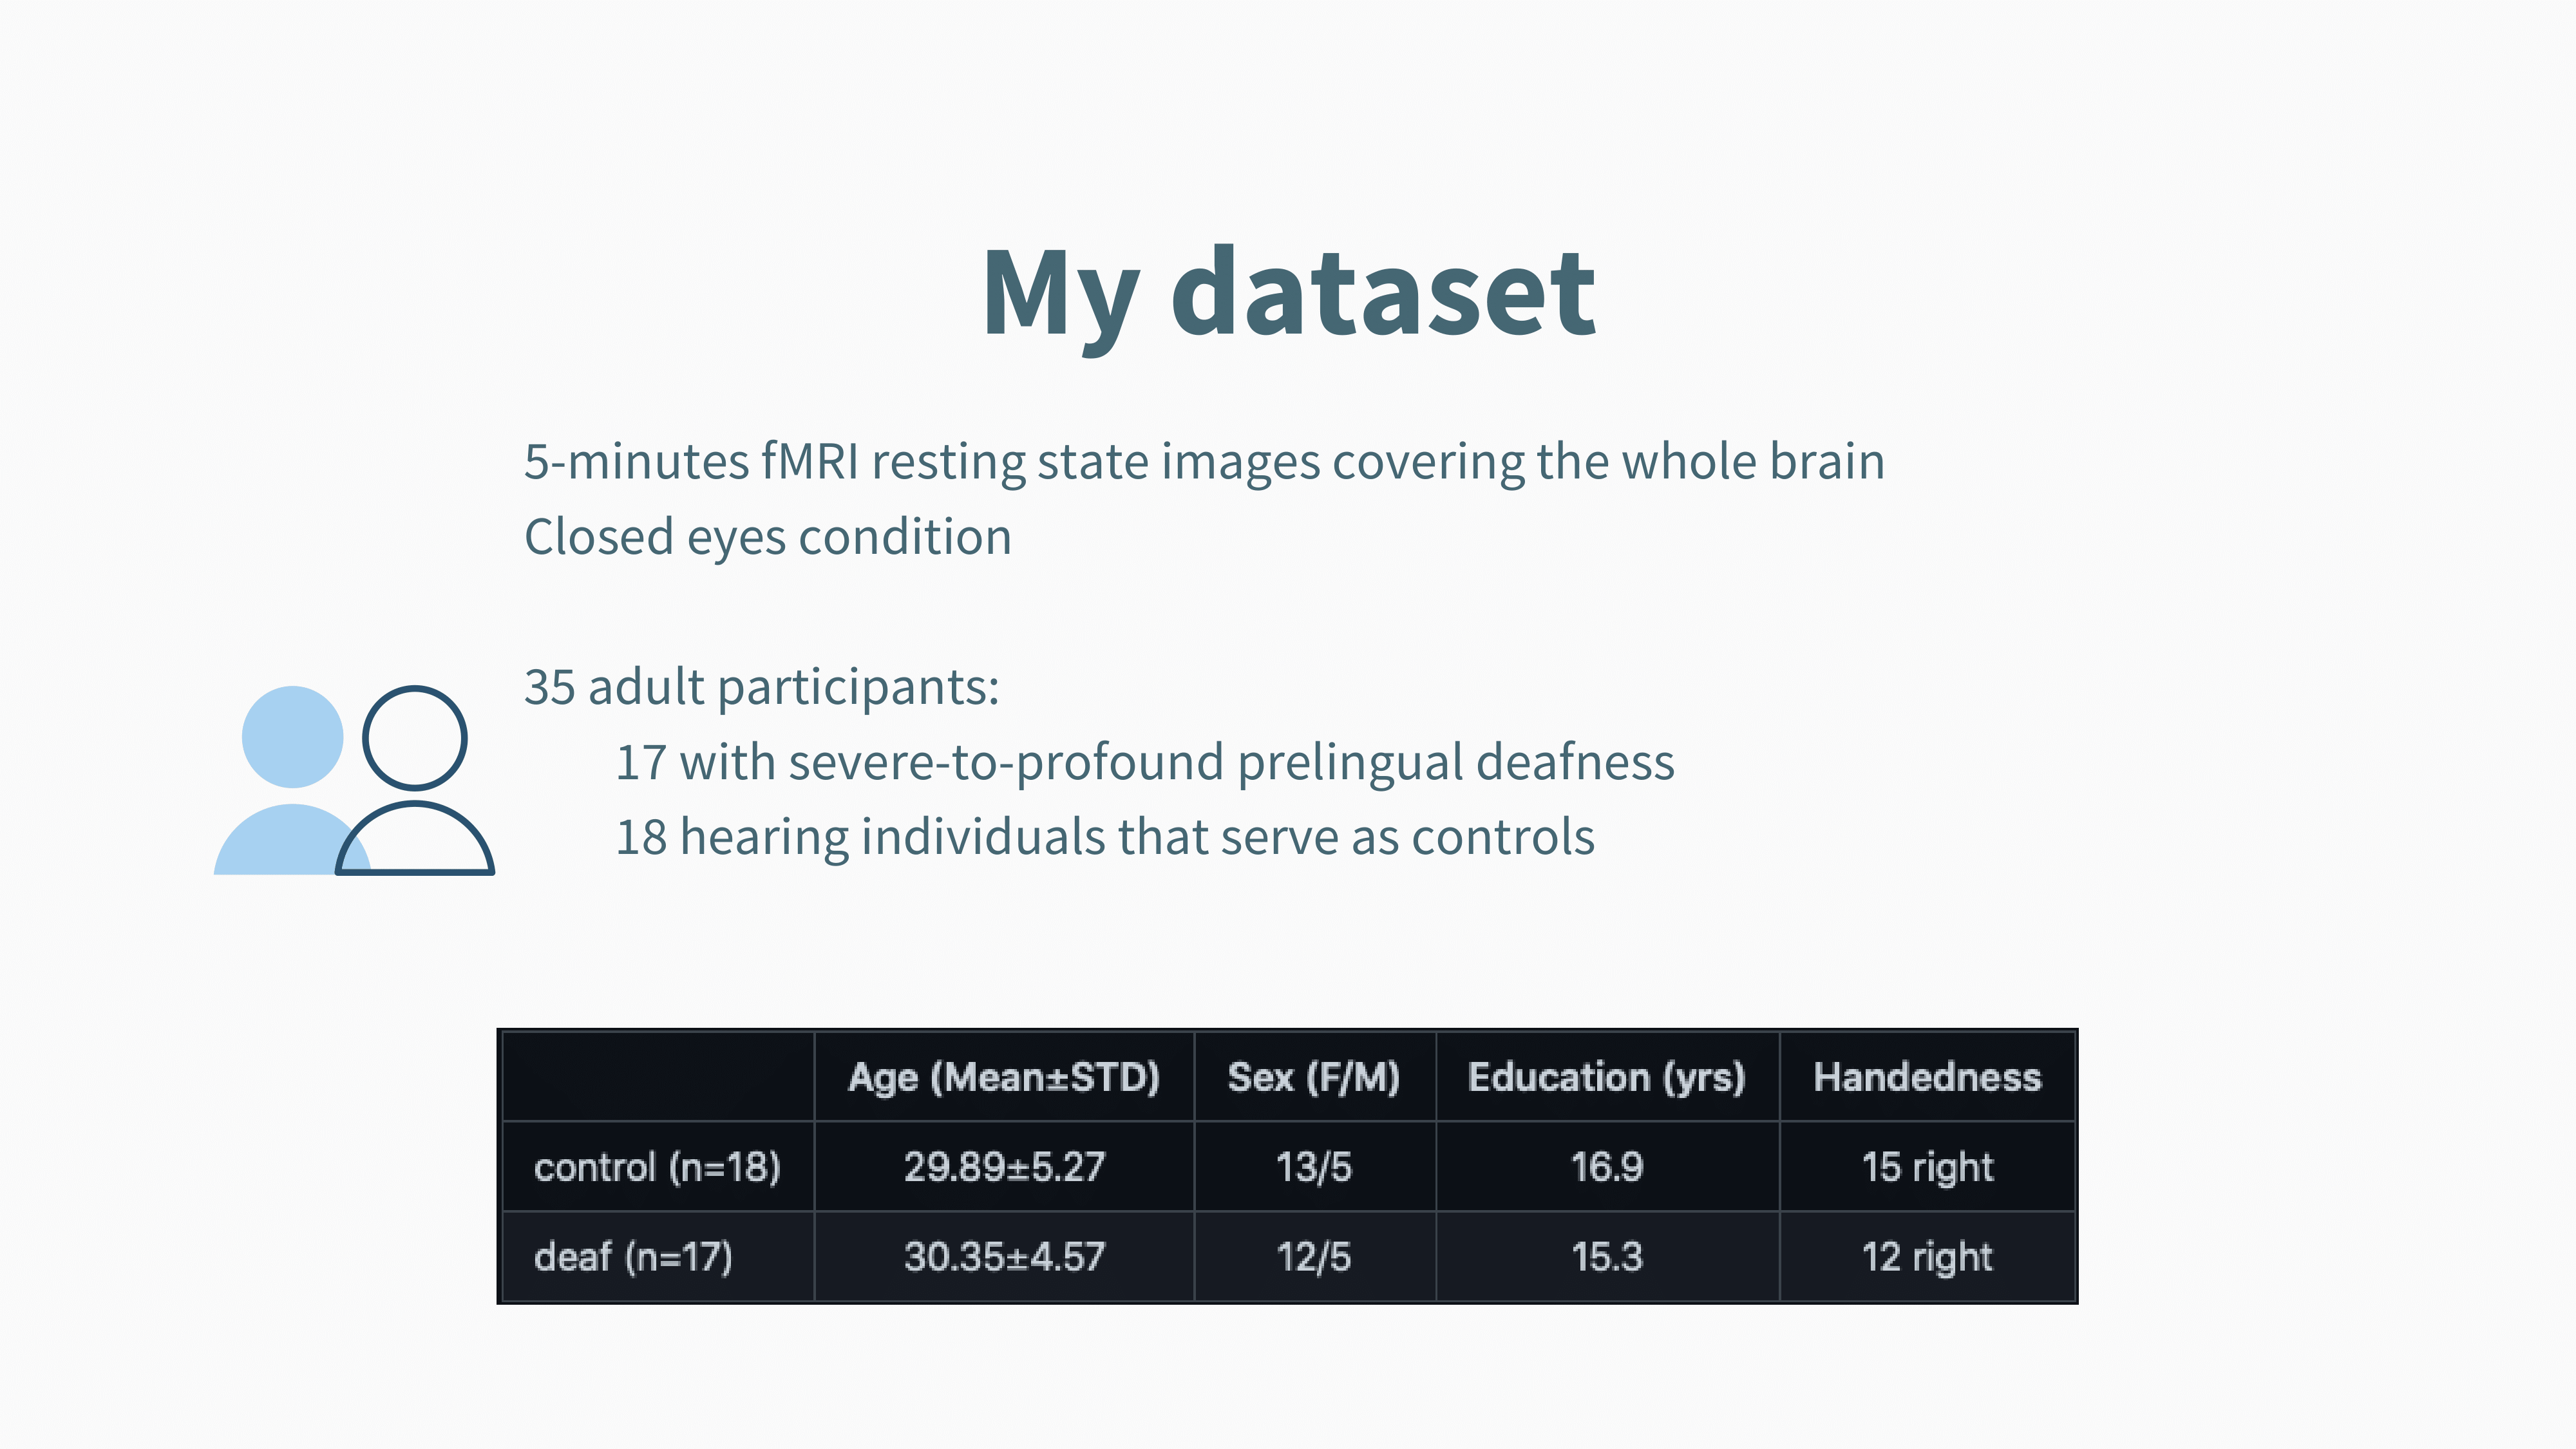 My dataset
5-minutes fMRI resting state images covering the whole brain
Closed eyes condition
35 adult participants:
17 with severe-to-profound prelingual deafness
18 hearing individuals that serve as controls
Age (Mean±STD) Sex (F/M) Education (yrs) Handedness
control (n=18) 29.89±5.27 13/5 16.9 15 right
deaf (n=17) 30.35±4.57 12/5 15.3 12 right